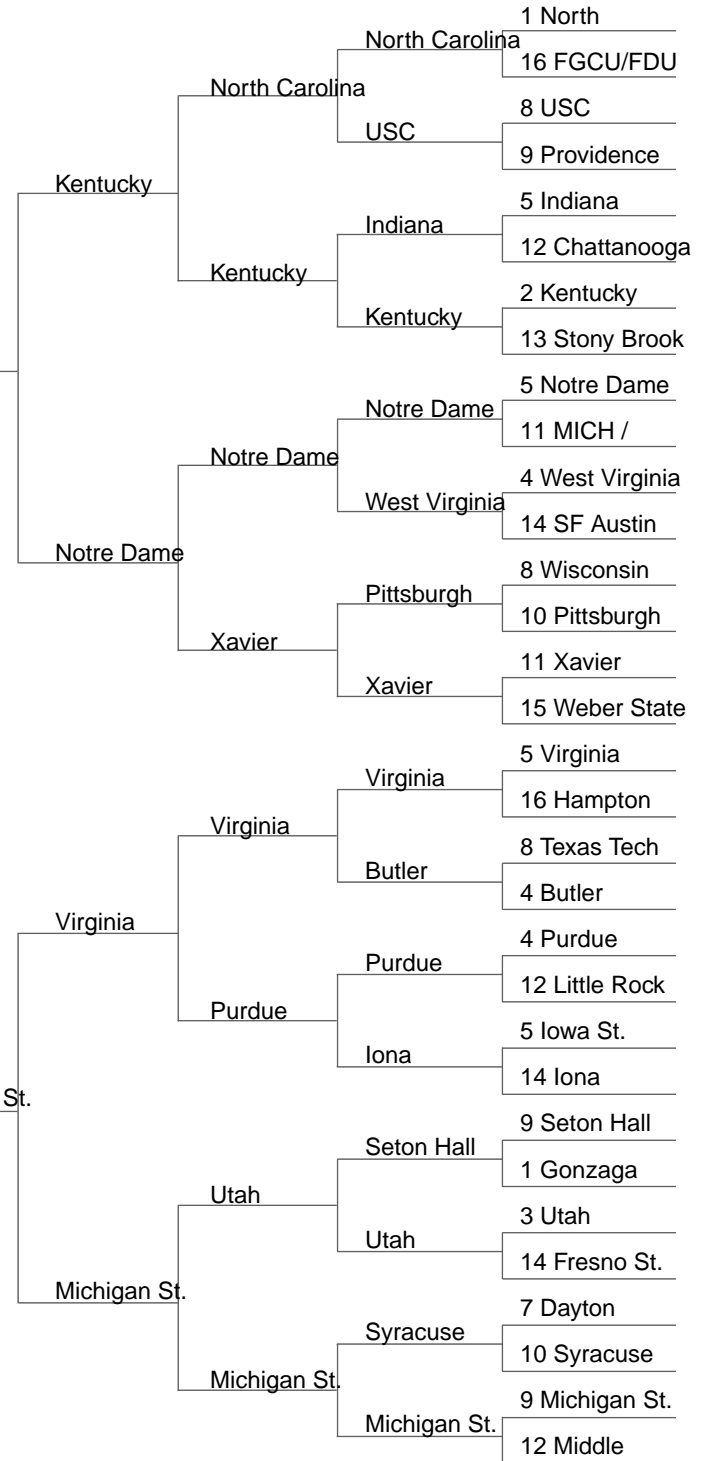 1 North
North Carolina
16 FGCU/FDU
North Carolina
8 USC
USC
9 Providence
Kentucky
5 Indiana
Indiana
12 Chattanooga
Kentucky
2 Kentucky
Kentucky
13 Stony Brook
5 Notre Dame
Notre Dame
11 MICH /
Notre Dame
4 West Virginia
West Virginia
14 SF Austin
Notre Dame
8 Wisconsin
Pittsburgh
10 Pittsburgh
Xavier
11 Xavier
Xavier
15 Weber State
5 Virginia
Virginia
16 Hampton
Virginia
8 Texas Tech
Butler
4 Butler
Virginia
4 Purdue
Purdue
12 Little Rock
Purdue
5 Iowa St.
Iona
14 Iona
St.
9 Seton Hall
Seton Hall
1 Gonzaga
Utah
3 Utah
Utah
14 Fresno St.
Michigan St.
7 Dayton
Syracuse
10 Syracuse
Michigan St.
9 Michigan St.
Michigan St.
12 Middle